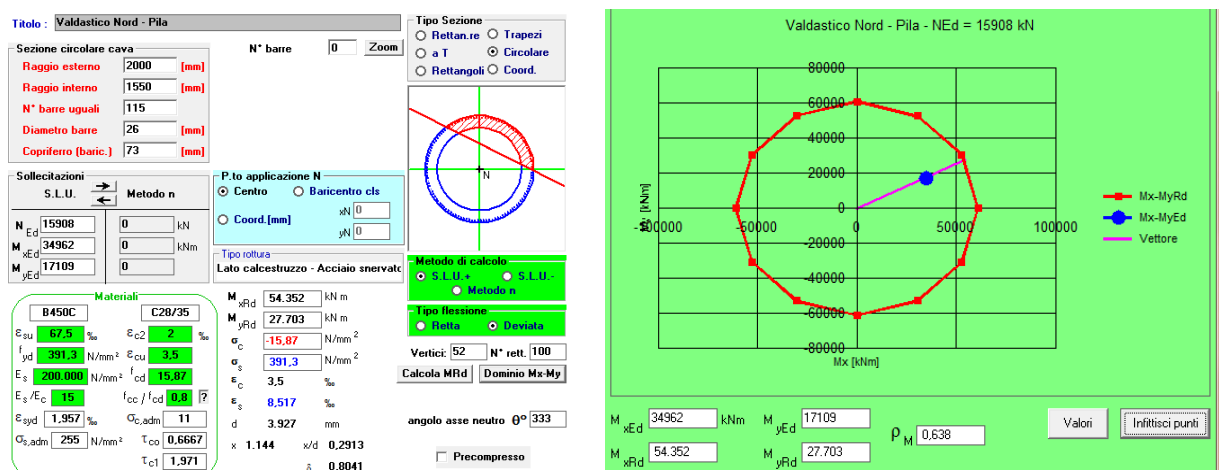 Titolo : Valdastico Nord - Pila
Sezione circolare cava
Raggio esterno 2000 [mm]
Raggio interno 1550 [mm]
N° barre uguali 115
Diametro barre 26 [mm]
Copriferro (baric.) 73 [mm]
N° barre 0 Zoom
Tipo Sezione
Rettan.re Trapezi
a T Circolare
Rettangoli Coord.
N
Sollecitazioni
S.L.U. Metodo n
N Ed 15908 0 kN
M xEd 34962 0 kNm
M yEd 17109 0
P.to applicazione N
Centro Baricentro cls
Coord.[mm] xN 0
yN 0
Tipo rottura
Lato calcestruzzo - Acciaio snervato
Metodo di calcolo
S.L.U.+ S.L.U.-
Metodo n
Tipo flessione
Retta Deviata
Vertici: 52 N° rett. 100
Calcola MRd Dominio Mx-My
angolo asse neutro θ° 333
Precompresso
Materiali
B450C C28/35
εsu 67,5 ‰ εc2 2 ‰
fyd 391,3 N/mm² εcu 3,5
Es 200.000 N/mm² fcd 15,87
Es/Ec 15 fcc / fcd 0,8 ?
εsyd 1,957 ‰ σc,adm 11
σs,adm 255 N/mm² τco 0,6667
τc1 1,971
M xRd 54.352 kN m
M yRd 27.703 kN m
σc -15,87 N/mm²
σs 391,3 N/mm²
εc 3,5 ‰
εs 8,517 ‰
d 3.927 mm
x 1.144 x/d 0,2913
δ 0,8041
Valdastico Nord - Pila - NEd = 15908 kN
80000
60000
40000
20000
0
-20000
-40000
-60000
-80000
-100000 -50000 0 50000 100000
My [kNm]
Mx [kNm]
Mx-MyRd
Mx-MyEd
Vettore
M xEd 34962 kNm M yEd 17109
M xRd 54.352 M yRd 27.703
ρ M 0,638
Valori Infittisci punti